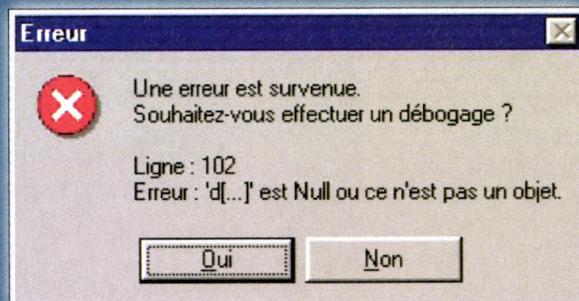 Erreur
Une erreur est survenue.
Souhaitez-vous effectuer un débogage ?
Ligne : 102
Erreur : 'd[...]' est Null ou ce n'est pas un objet.
Oui
Non